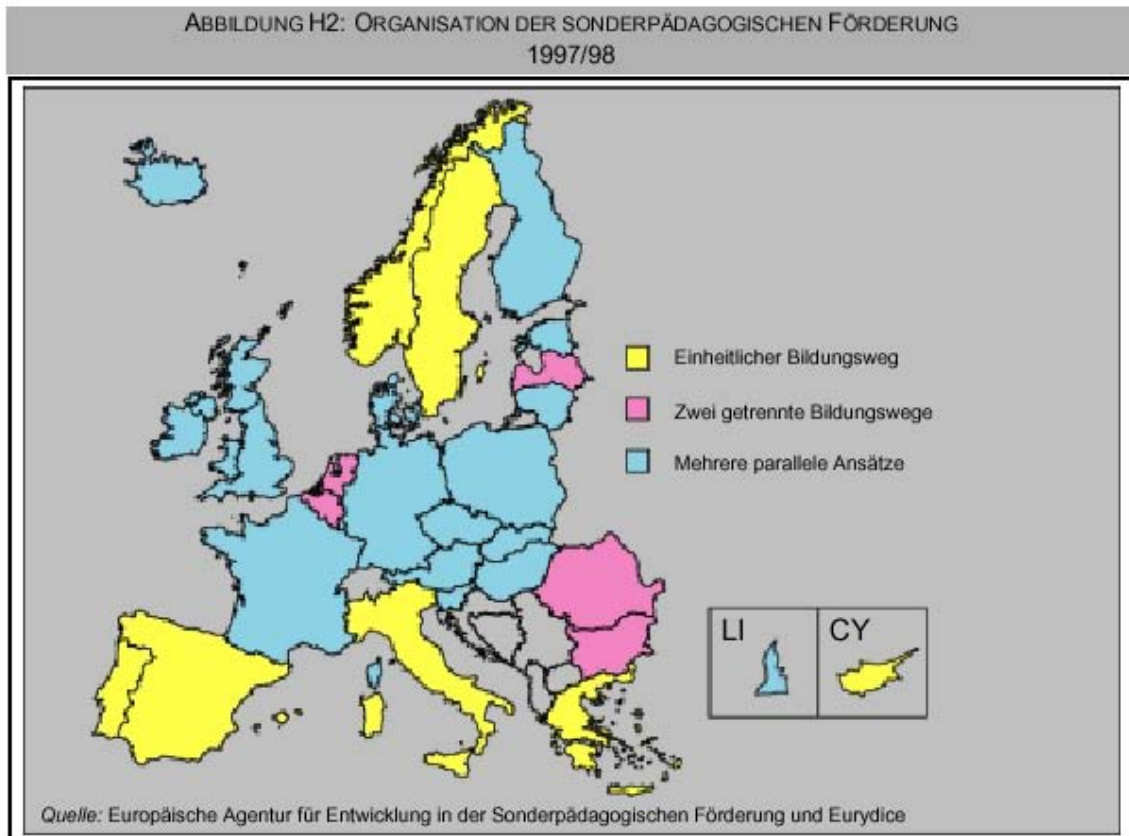 ABBILDUNG H2: ORGANISATION DER SONDERPÄDAGOGISCHEN FÖRDERUNG
1997/98
Einheitlicher Bildungsweg
Zwei getrennte Bildungswege
Mehrere parallele Ansätze
LI
CY
Quelle: Europäische Agentur für Entwicklung in der Sonderpädagogischen Förderung und Eurydice